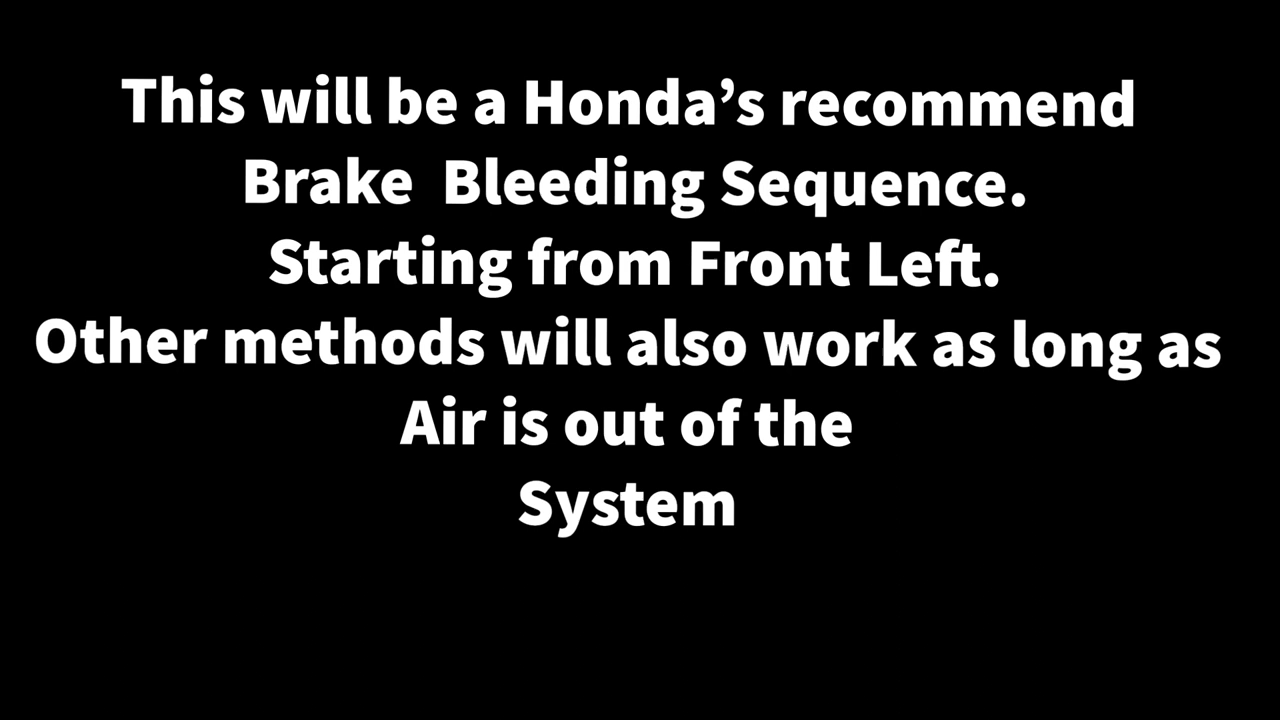 This will be a Honda’s recommend
Brake  Bleeding Sequence.
Starting from Front Left.
Other methods will also work as long as
Air is out of the
System